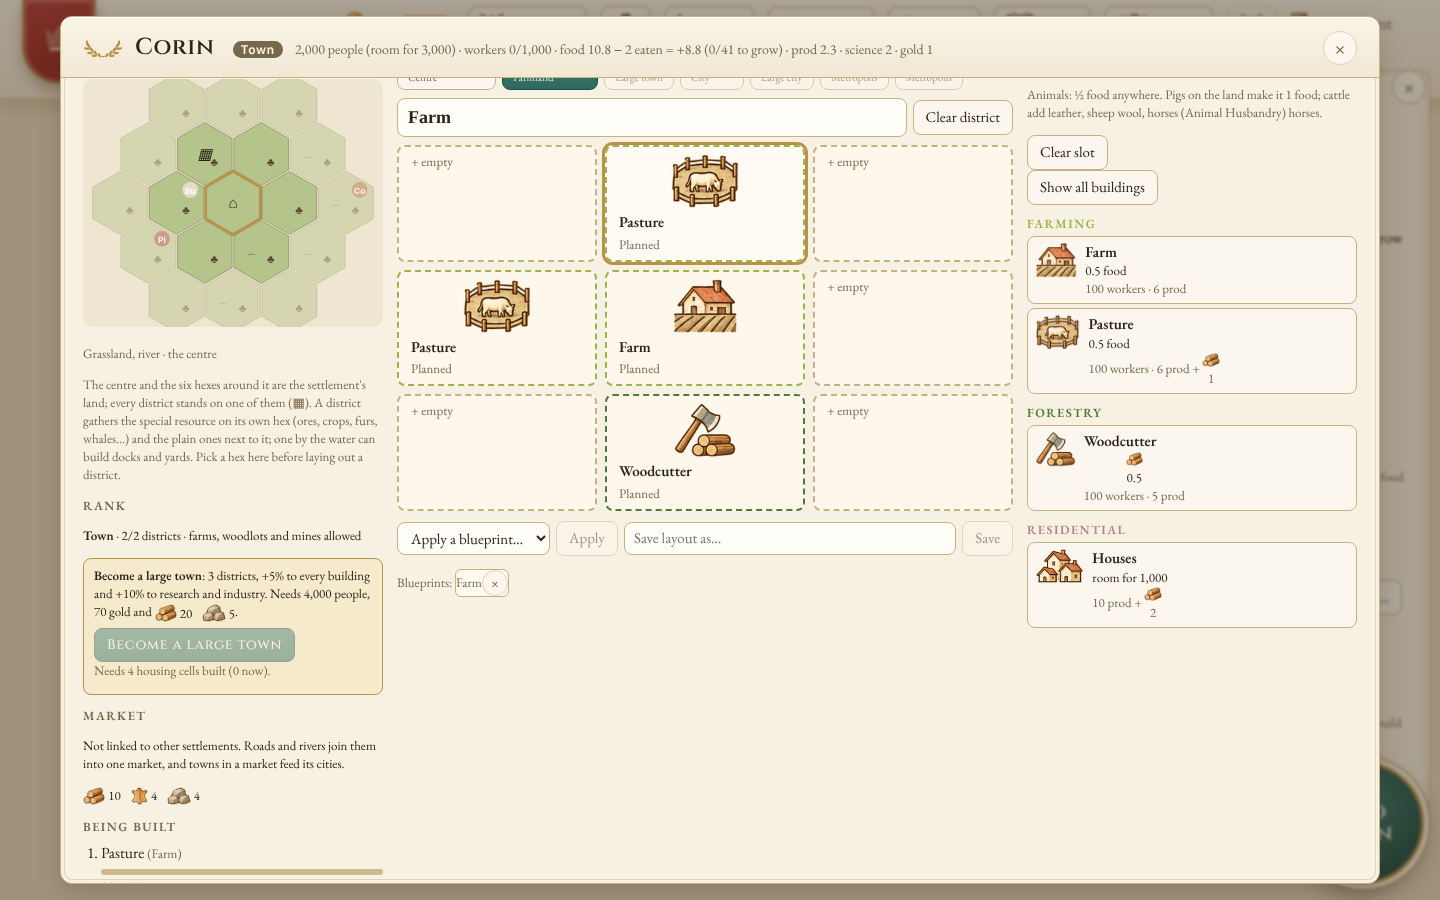 Corin
Town
2,000 people (room for 3,000) · workers 0/1,000 · food 10.8 − 2 eaten = +8.8 (0/41 to grow) · prod 2.3 · science 2 · gold 1
×
Centre
Farmland
Large town
City
Large city
Metropolis
Metropolis
Su
Co
Pi
Grassland, river · the centre
The centre and the six hexes around it are the settlement's
land; every district stands on one of them (▦). A district
gathers the special resource on its own hex (ores, crops, furs,
whales...) and the plain ones next to it; one by the water can
build docks and yards. Pick a hex here before laying out a
district.
RANK
Town · 2/2 districts · farms, woodlots and mines allowed
Become a large town: 3 districts, +5% to every building
and +10% to research and industry. Needs 4,000 people,
70 gold and 20 5.
Become a large town
Needs 4 housing cells built (0 now).
MARKET
Not linked to other settlements. Roads and rivers join them
into one market, and towns in a market feed its cities.
10 4 4
BEING BUILT
1. Pasture (Farm)
Farm
Clear district
+ empty
Pasture
Planned
+ empty
Pasture
Planned
Farm
Planned
+ empty
+ empty
Woodcutter
Planned
+ empty
Apply a blueprint...
Apply
Save layout as...
Save
Blueprints: Farm ×
Animals: ½ food anywhere. Pigs on the land make it 1 food; cattle
add leather, sheep wool, horses (Animal Husbandry) horses.
Clear slot
Show all buildings
FARMING
Farm
0.5 food
100 workers · 6 prod
Pasture
0.5 food
100 workers · 6 prod +
1
FORESTRY
Woodcutter
0.5
100 workers · 5 prod
RESIDENTIAL
Houses
room for 1,000
10 prod +
2